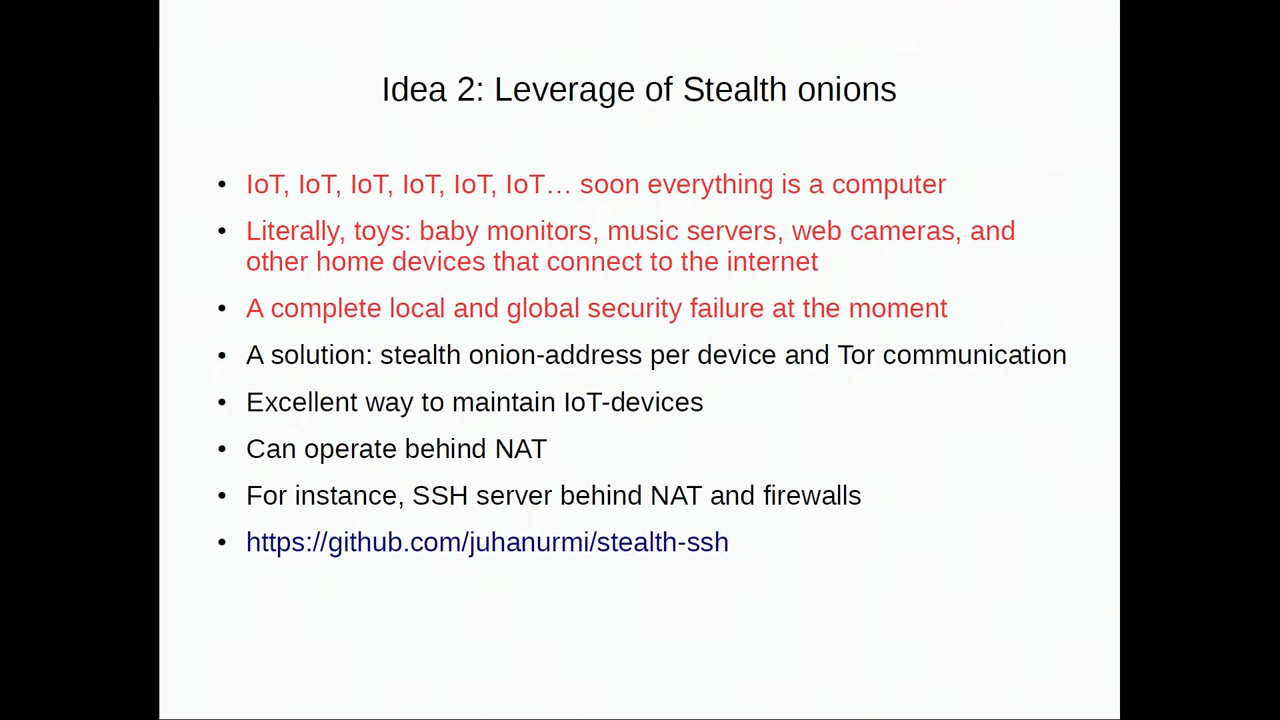 Idea 2: Leverage of Stealth onions
• IoT, IoT, IoT, IoT, IoT, IoT… soon everything is a computer
• Literally, toys: baby monitors, music servers, web cameras, and
other home devices that connect to the internet
• A complete local and global security failure at the moment
• A solution: stealth onion-address per device and Tor communication
• Excellent way to maintain IoT-devices
• Can operate behind NAT
• For instance, SSH server behind NAT and firewalls
• https://github.com/juhanurmi/stealth-ssh